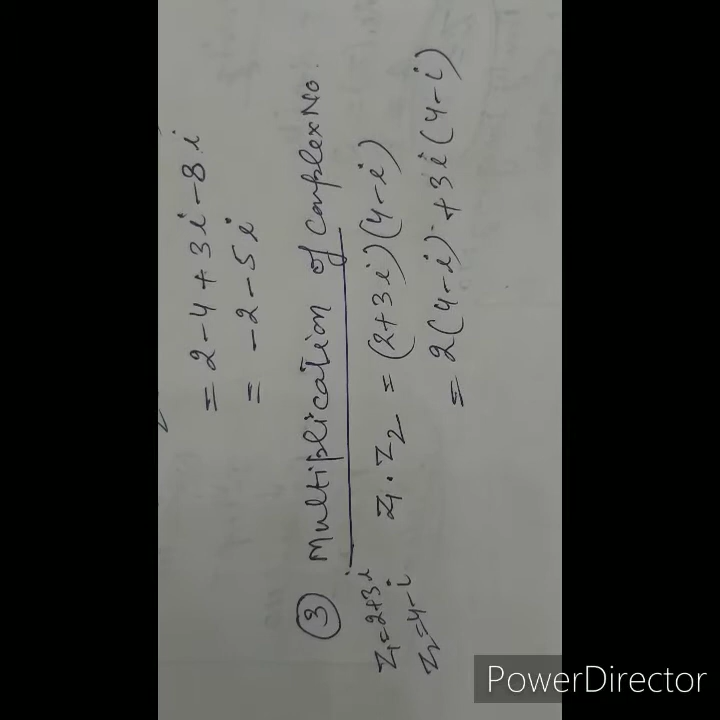 = 2 - 4 + 3i - 8i
= -2 - 5i
③ Multiplication of Complex No.
z₁ = 2+3i
z₂ = 4-i
z₁ · z₂ = (2+3i)(4-i)
= 2(4-i) + 3i(4-i)
PowerDirector